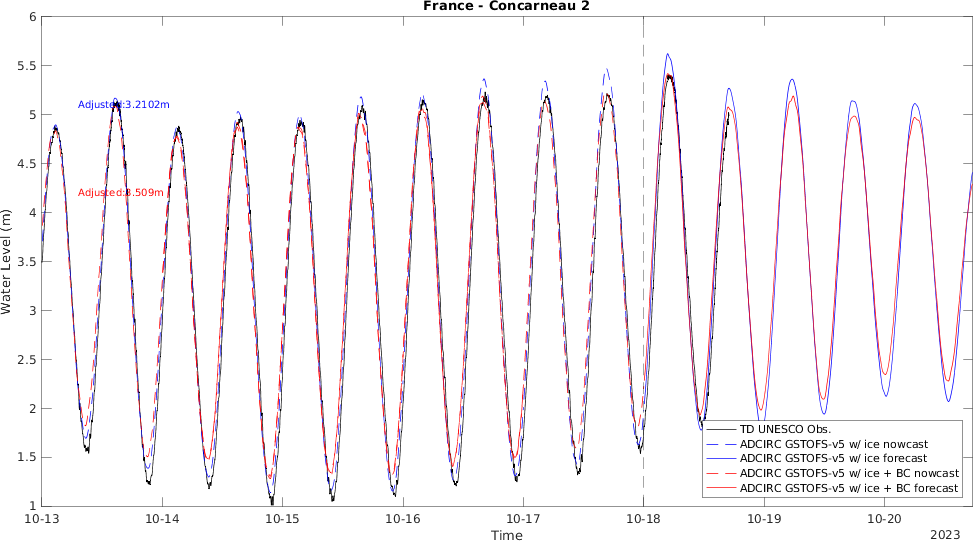 France - Concarneau 2
6
5.5
5
4.5
4
3.5
3
2.5
2
1.5
1
Water Level (m)
Adjusted:3.2102m
Adjusted:3.509m
TD UNESCO Obs.
ADCIRC GSTOFS-v5 w/ ice nowcast
ADCIRC GSTOFS-v5 w/ ice forecast
ADCIRC GSTOFS-v5 w/ ice + BC nowcast
ADCIRC GSTOFS-v5 w/ ice + BC forecast
10-13 10-14 10-15 10-16 10-17 10-18 10-19 10-20
Time
2023